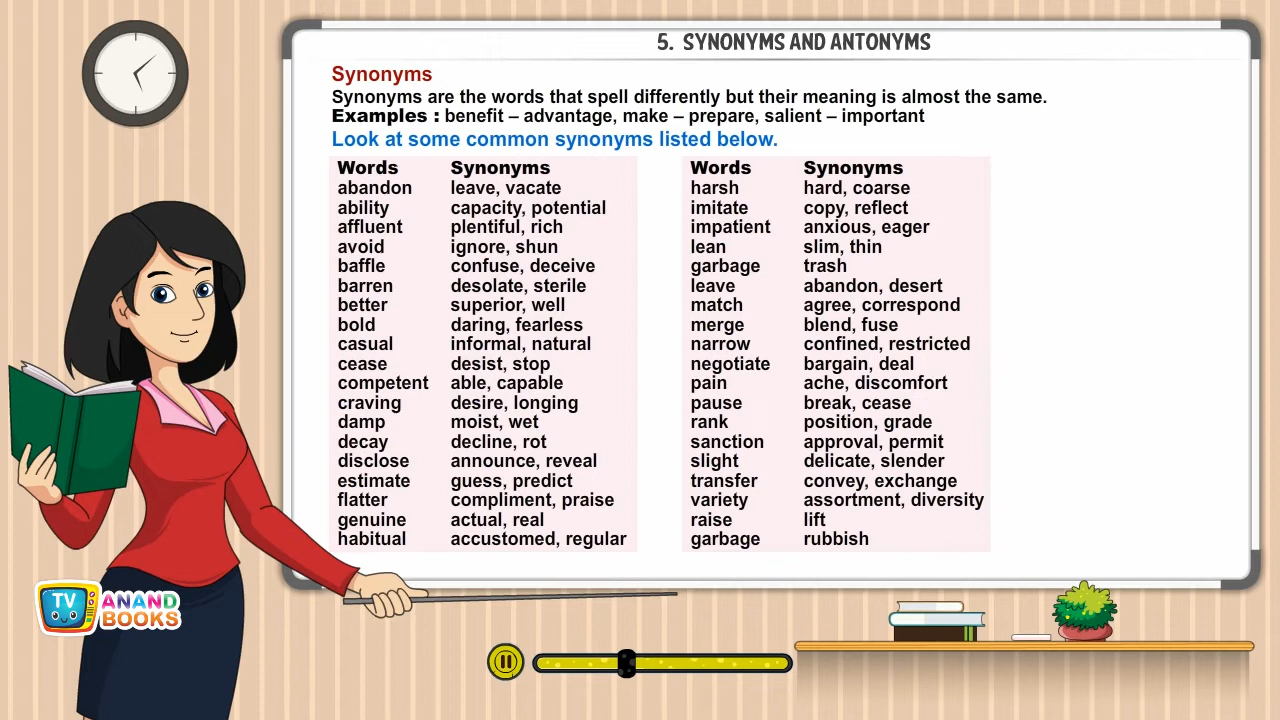 5. SYNONYMS AND ANTONYMS
Synonyms
Synonyms are the words that spell differently but their meaning is almost the same.
Examples : benefit – advantage, make – prepare, salient – important
Look at some common synonyms listed below.
Words Synonyms
abandon leave, vacate
ability capacity, potential
affluent plentiful, rich
avoid ignore, shun
baffle confuse, deceive
barren desolate, sterile
better superior, well
bold daring, fearless
casual informal, natural
cease desist, stop
competent able, capable
craving desire, longing
damp moist, wet
decay decline, rot
disclose announce, reveal
estimate guess, predict
flatter compliment, praise
genuine actual, real
habitual accustomed, regular
Words Synonyms
harsh hard, coarse
imitate copy, reflect
impatient anxious, eager
lean slim, thin
garbage trash
leave abandon, desert
match agree, correspond
merge blend, fuse
narrow confined, restricted
negotiate bargain, deal
pain ache, discomfort
pause break, cease
rank position, grade
sanction approval, permit
slight delicate, slender
transfer convey, exchange
variety assortment, diversity
raise lift
garbage rubbish
TV ANAND
BOOKS